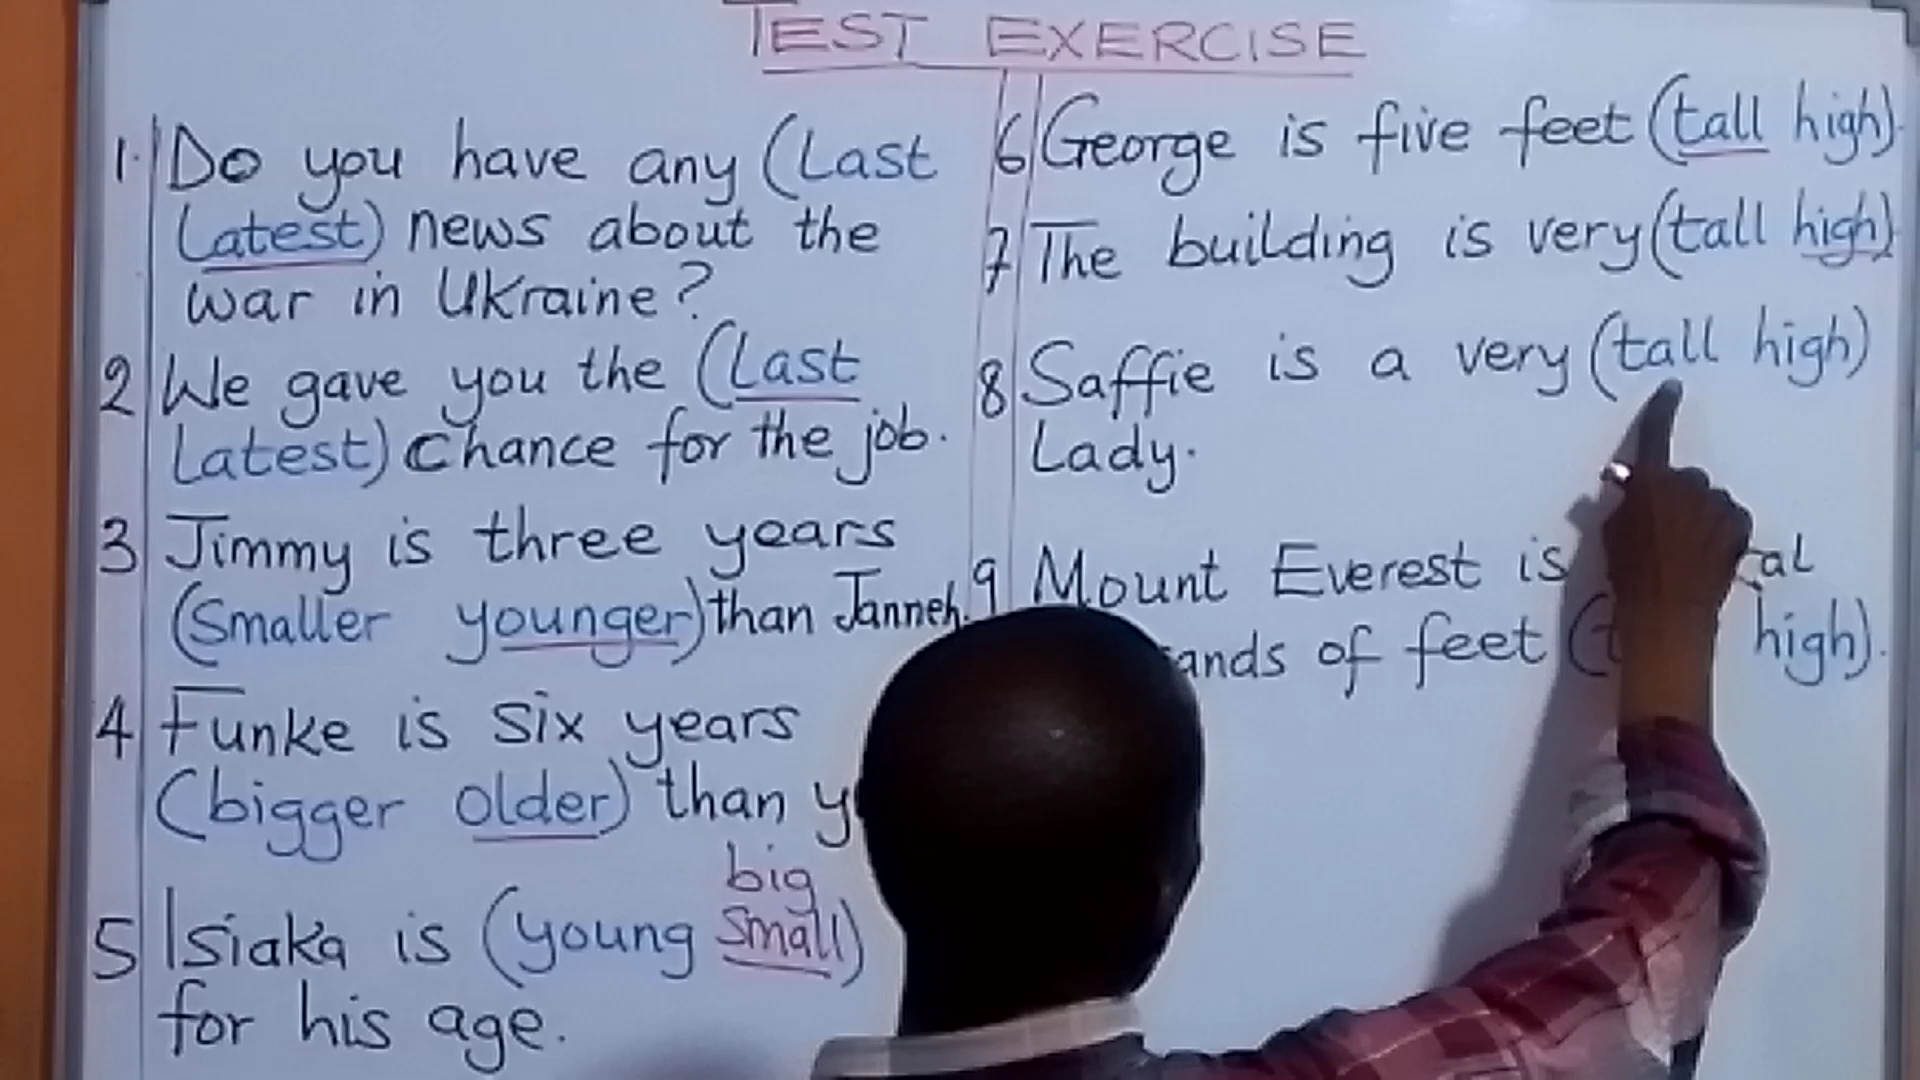 TEST EXERCISE
1. Do you have any (Last
Latest) news about the
war in Ukraine?
2 We gave you the (Last
Latest) Chance for the job.
3 Jimmy is three years
(Smaller younger) than Janneh.
4 Funke is six years
(bigger older) than
big
5 Isiaka is (young small)
for his age.
6 George is five feet (tall high).
7 The building is very (tall high)
8 Saffie is a very (tall high)
Lady.
9 Mount Everest is
of feet high).